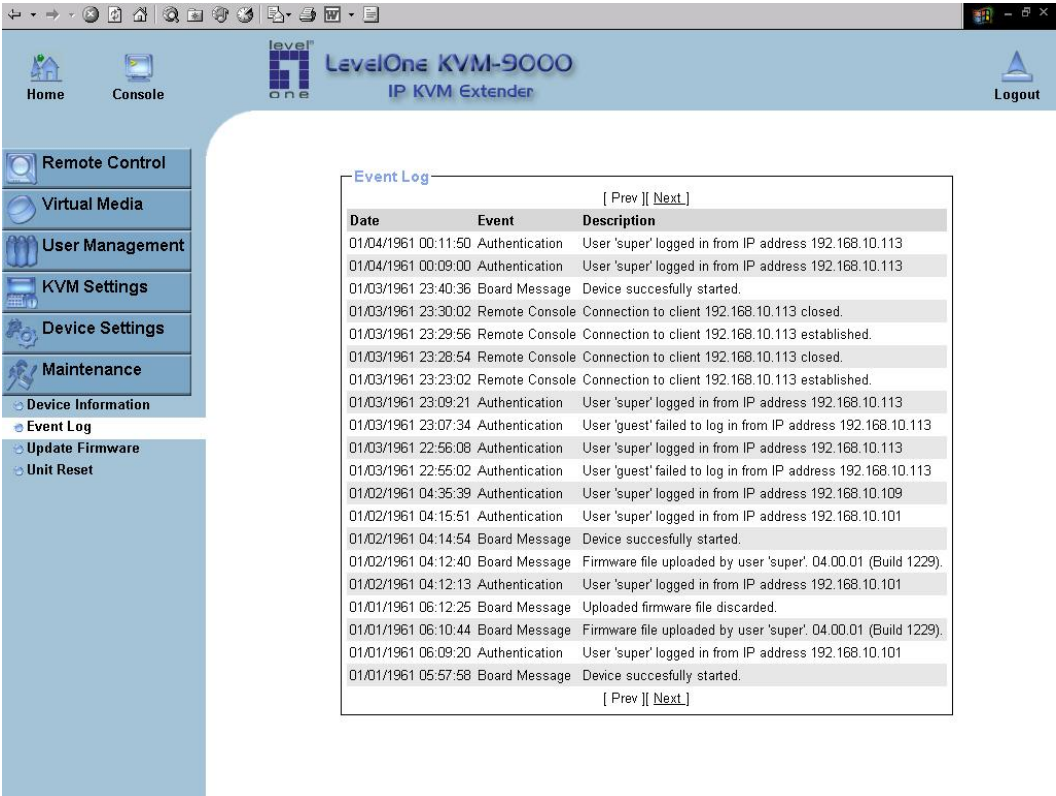 level
one
LevelOne KVM-9000
IP KVM Extender
Home
Console
Logout
Remote Control
Virtual Media
User Management
KVM Settings
Device Settings
Maintenance
Device Information
Event Log
Update Firmware
Unit Reset
Event Log
[ Prev ][ Next ]
Date Event Description
01/04/1961 00:11:50 Authentication User 'super' logged in from IP address 192.168.10.113
01/04/1961 00:09:00 Authentication User 'super' logged in from IP address 192.168.10.113
01/03/1961 23:40:36 Board Message Device succesfully started.
01/03/1961 23:30:02 Remote Console Connection to client 192.168.10.113 closed.
01/03/1961 23:29:56 Remote Console Connection to client 192.168.10.113 established.
01/03/1961 23:28:54 Remote Console Connection to client 192.168.10.113 closed.
01/03/1961 23:23:02 Remote Console Connection to client 192.168.10.113 established.
01/03/1961 23:09:21 Authentication User 'super' logged in from IP address 192.168.10.113
01/03/1961 23:07:34 Authentication User 'guest' failed to log in from IP address 192.168.10.113
01/03/1961 22:56:08 Authentication User 'super' logged in from IP address 192.168.10.113
01/03/1961 22:55:02 Authentication User 'guest' failed to log in from IP address 192.168.10.113
01/02/1961 04:35:39 Authentication User 'super' logged in from IP address 192.168.10.109
01/02/1961 04:15:51 Authentication User 'super' logged in from IP address 192.168.10.101
01/02/1961 04:14:54 Board Message Device succesfully started.
01/02/1961 04:12:40 Board Message Firmware file uploaded by user 'super'. 04.00.01 (Build 1229).
01/02/1961 04:12:13 Authentication User 'super' logged in from IP address 192.168.10.101
01/01/1961 06:12:25 Board Message Uploaded firmware file discarded.
01/01/1961 06:10:44 Board Message Firmware file uploaded by user 'super'. 04.00.01 (Build 1229).
01/01/1961 06:09:20 Authentication User 'super' logged in from IP address 192.168.10.101
01/01/1961 05:57:58 Board Message Device succesfully started.
[ Prev ][ Next ]